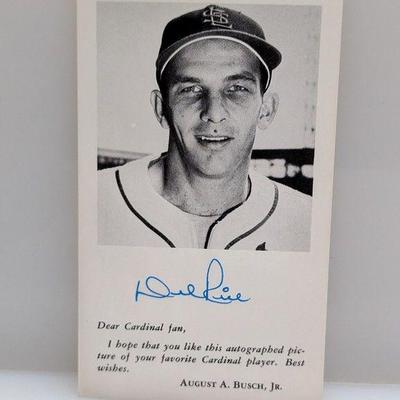 StL
Del Rice
Dear Cardinal fan,
I hope that you like this autographed pic-
ture of your favorite Cardinal player. Best
wishes.
August A. Busch, Jr.